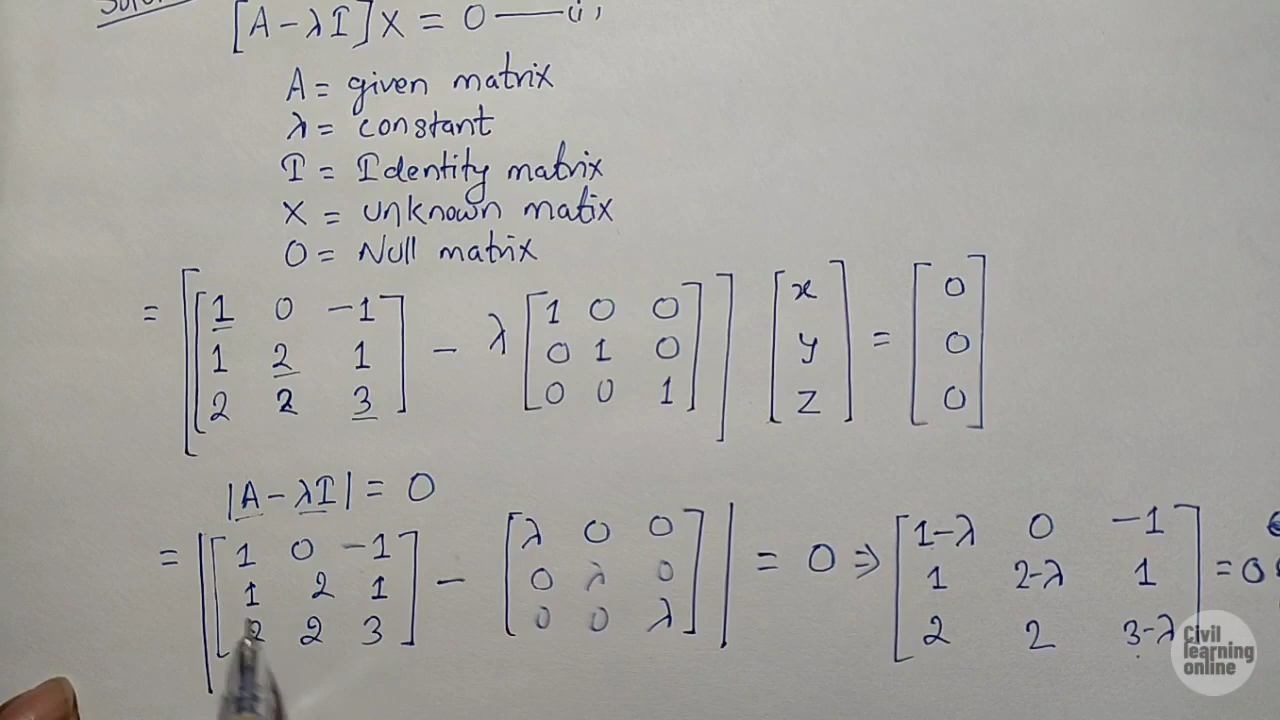 [A-λI]X = 0 —(i)
A = given matrix
λ = constant
I = Identity matrix
X = unknown matix
0 = Null matrix
= [[1 0 -1 - λ [1 0 0 [x = [0
1 2 1 0 1 0 y 0
2 2 3] 0 0 1]] z] 0]
|A-λI| = 0
= |[1 0 -1 - [λ 0 0 = 0 ⇒ [1-λ 0 -1 = 0
1 2 1 0 λ 0 1 2-λ 1
2 2 3] 0 0 λ]| 2 2 3-λ]
Civil
learning
online